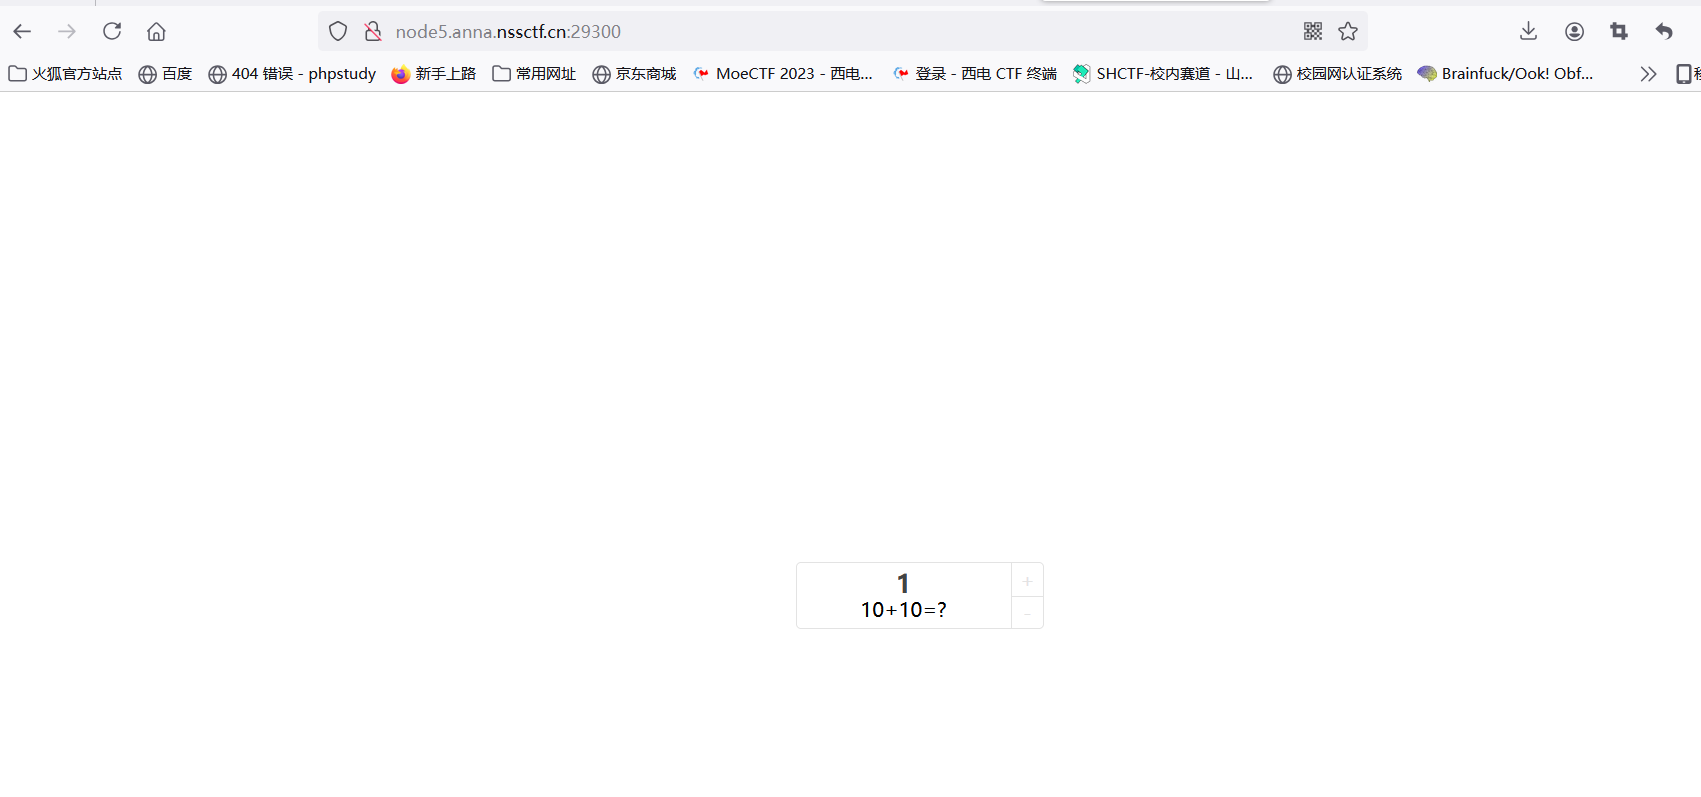 node5.anna.nssctf.cn:29300
火狐官方站点 百度 404 错误 - phpstudy 新手上路 常用网址 京东商城 MoeCTF 2023 - 西电... 登录 - 西电 CTF 终端 SHCTF-校内赛道 - 山... 校园网认证系统 Brainfuck/Ook! Obf...
1
+
10+10=?
-